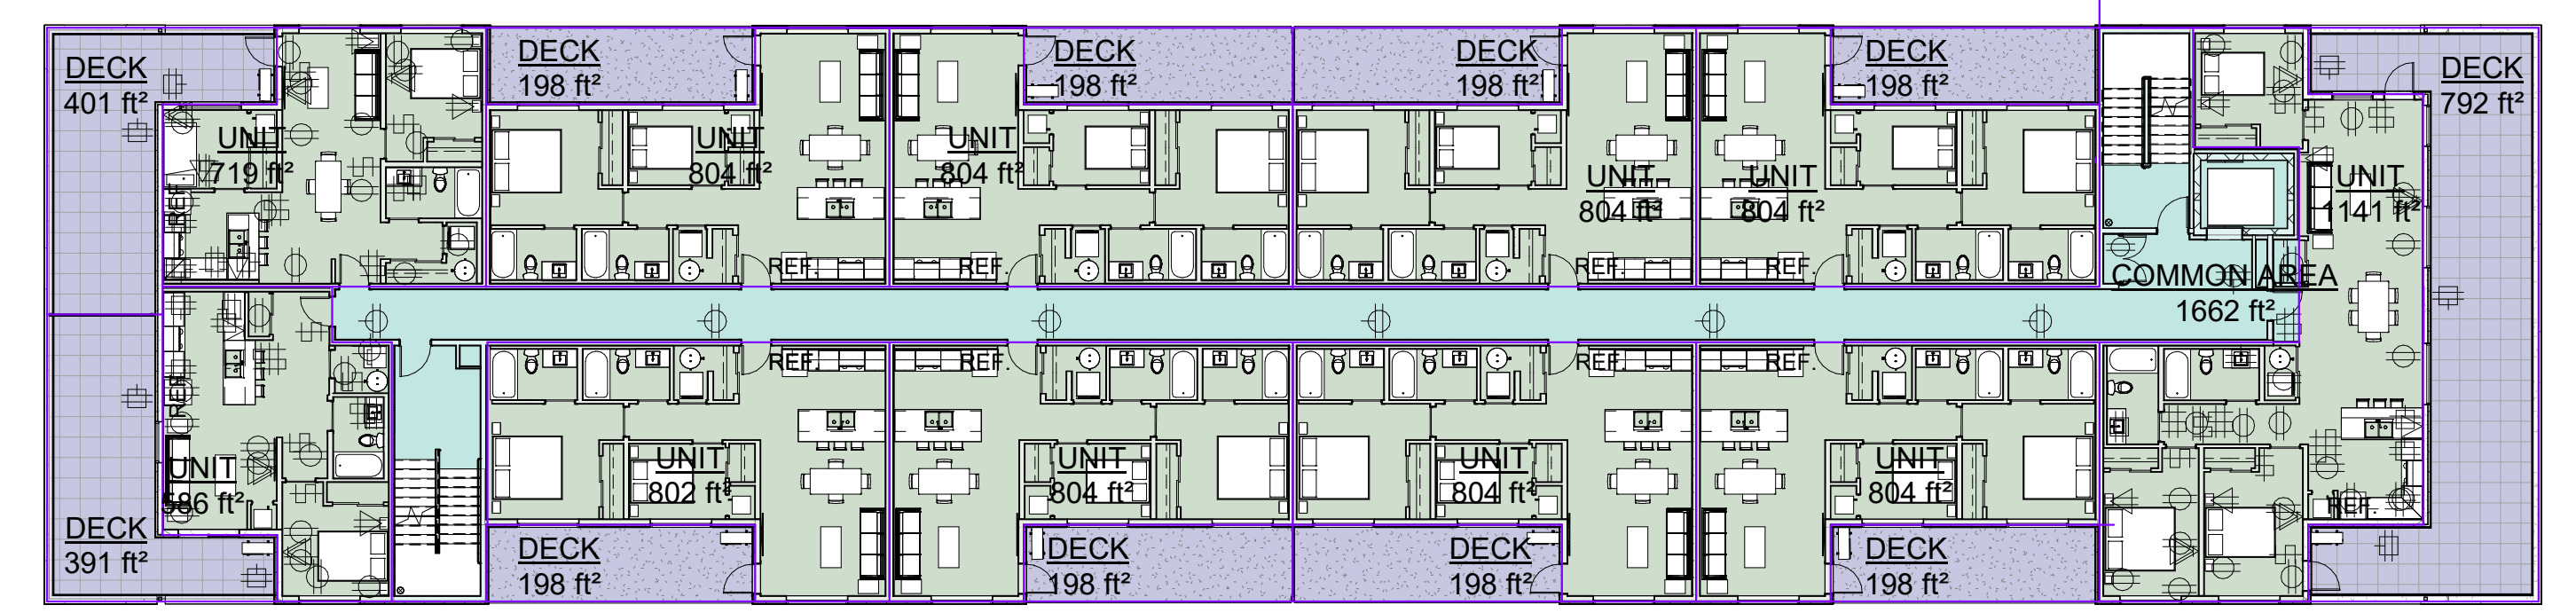 DECK
401 ft²
DECK
198 ft²
DECK
198 ft²
DECK
198 ft²
DECK
198 ft²
DECK
792 ft²
UNIT
719 ft²
UNIT
804 ft²
UNIT
804 ft²
UNIT
804 ft²
UNIT
804 ft²
UNIT
1141 ft²
REF.
REF.
REF.
REF.
REF.
COMMON AREA
1662 ft²
REF.
REF.
REF.
REF.
REF.
REF.
UNIT
586 ft²
UNIT
802 ft²
UNIT
804 ft²
UNIT
804 ft²
UNIT
804 ft²
DECK
391 ft²
DECK
198 ft²
DECK
198 ft²
DECK
198 ft²
DECK
198 ft²